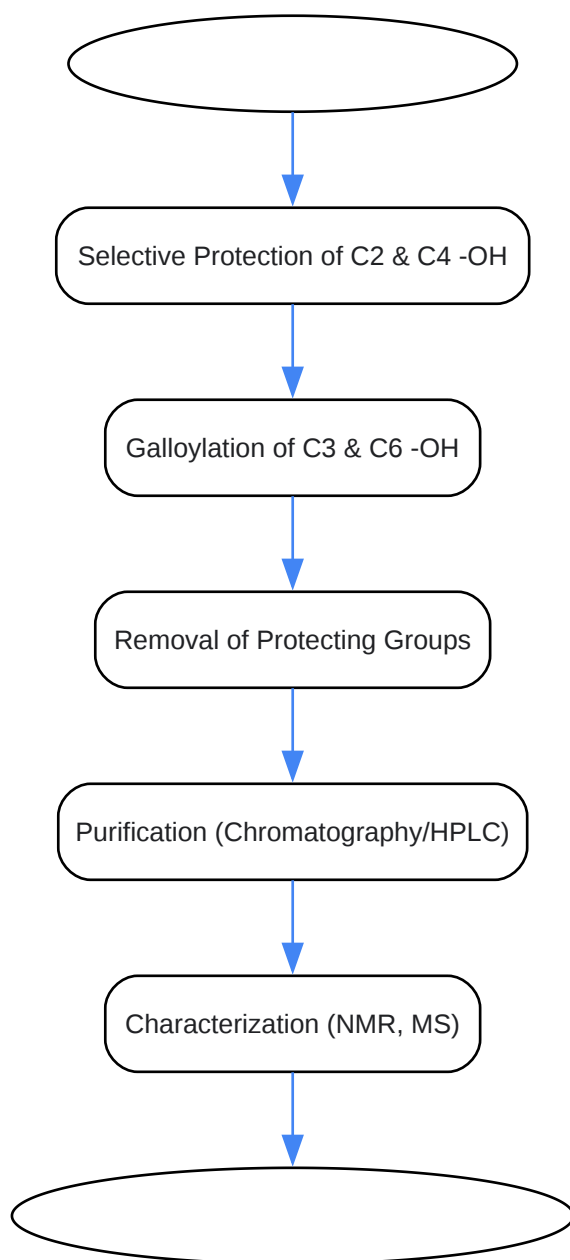 Selective Protection of C2 & C4 -OH
Galloylation of C3 & C6 -OH
Removal of Protecting Groups
Purification (Chromatography/HPLC)
Characterization (NMR, MS)